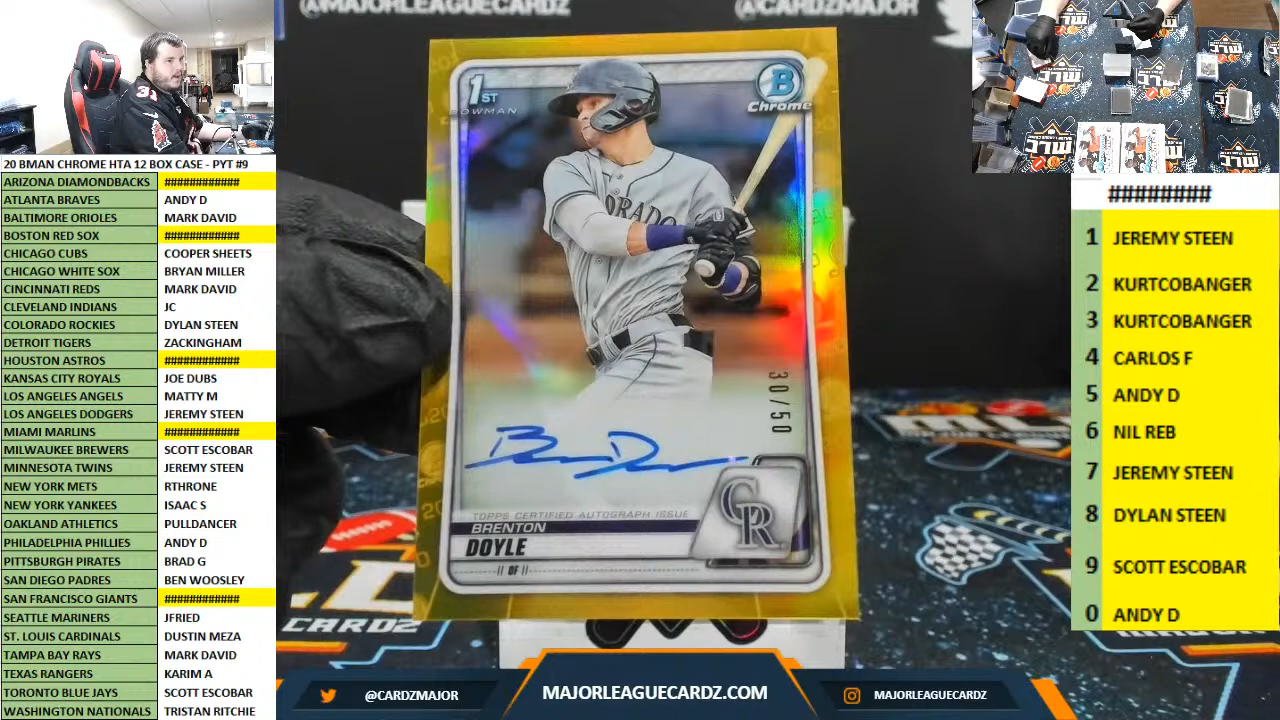 @MAJORLEAGUECARDZ
@CARDZMAJOR
20 BMAN CHROME HTA 12 BOX CASE - PYT #9
ARIZONA DIAMONDBACKS ############
ATLANTA BRAVES ANDY D
BALTIMORE ORIOLES MARK DAVID
BOSTON RED SOX ############
CHICAGO CUBS COOPER SHEETS
CHICAGO WHITE SOX BRYAN MILLER
CINCINNATI REDS MARK DAVID
CLEVELAND INDIANS JC
COLORADO ROCKIES DYLAN STEEN
DETROIT TIGERS ZACKINGHAM
HOUSTON ASTROS ############
KANSAS CITY ROYALS JOE DUBS
LOS ANGELES ANGELS MATTY M
LOS ANGELES DODGERS JEREMY STEEN
MIAMI MARLINS ############
MILWAUKEE BREWERS SCOTT ESCOBAR
MINNESOTA TWINS JEREMY STEEN
NEW YORK METS RTHRONE
NEW YORK YANKEES ISAAC S
OAKLAND ATHLETICS PULLDANCER
PHILADELPHIA PHILLIES ANDY D
PITTSBURGH PIRATES BRAD G
SAN DIEGO PADRES BEN WOOSLEY
SAN FRANCISCO GIANTS ############
SEATTLE MARINERS JFRIED
ST. LOUIS CARDINALS DUSTIN MEZA
TAMPA BAY RAYS MARK DAVID
TEXAS RANGERS KARIM A
TORONTO BLUE JAYS SCOTT ESCOBAR
WASHINGTON NATIONALS TRISTAN RITCHIE
1ST
BOWMAN
B
Chrome
ORADO
30/50
TOPPS CERTIFIED AUTOGRAPH ISSUE
BRENTON
DOYLE
OF
CR
########
1 JEREMY STEEN
2 KURTCOBANGER
3 KURTCOBANGER
4 CARLOS F
5 ANDY D
6 NIL REB
7 JEREMY STEEN
8 DYLAN STEEN
9 SCOTT ESCOBAR
0 ANDY D
CARDZ
@CARDZMAJOR
MAJORLEAGUECARDZ.COM
MAJORLEAGUECARDZ